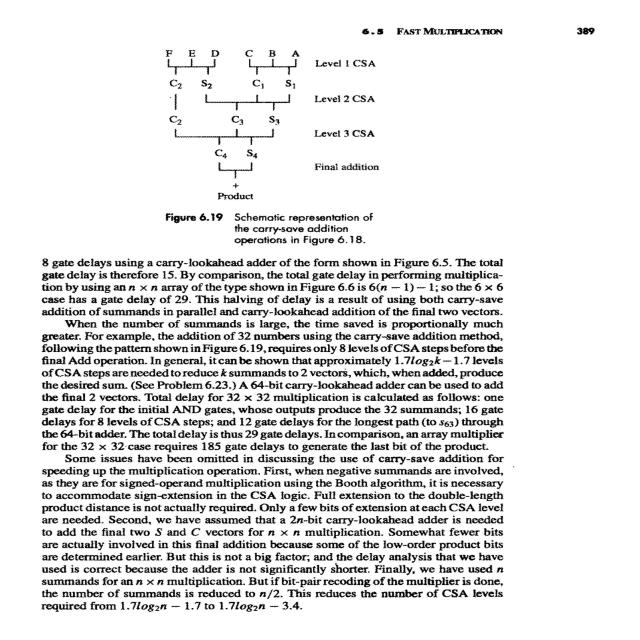 6.5 FAST MULTIPLICATION 389
F E D C B A
Level 1 CSA
C2 S2 C1 S1
Level 2 CSA
C2 C3 S3
Level 3 CSA
C4 S4
Final addition
+
Product
Figure 6.19 Schematic representation of
the carry-save addition
operations in Figure 6.18.
8 gate delays using a carry-lookahead adder of the form shown in Figure 6.5. The total
gate delay is therefore 15. By comparison, the total gate delay in performing multiplica-
tion by using an n × n array of the type shown in Figure 6.6 is 6(n − 1) − 1; so the 6 × 6
case has a gate delay of 29. This halving of delay is a result of using both carry-save
addition of summands in parallel and carry-lookahead addition of the final two vectors.
When the number of summands is large, the time saved is proportionally much
greater. For example, the addition of 32 numbers using the carry-save addition method,
following the pattern shown in Figure 6.19, requires only 8 levels of CSA steps before the
final Add operation. In general, it can be shown that approximately 1.7log2k − 1.7 levels
of CSA steps are needed to reduce k summands to 2 vectors, which, when added, produce
the desired sum. (See Problem 6.23.) A 64-bit carry-lookahead adder can be used to add
the final 2 vectors. Total delay for 32 × 32 multiplication is calculated as follows: one
gate delay for the initial AND gates, whose outputs produce the 32 summands; 16 gate
delays for 8 levels of CSA steps; and 12 gate delays for the longest path (to s63) through
the 64-bit adder. The total delay is thus 29 gate delays. In comparison, an array multiplier
for the 32 × 32 case requires 185 gate delays to generate the last bit of the product.
Some issues have been omitted in discussing the use of carry-save addition for
speeding up the multiplication operation. First, when negative summands are involved,
as they are for signed-operand multiplication using the Booth algorithm, it is necessary
to accommodate sign-extension in the CSA logic. Full extension to the double-length
product distance is not actually required. Only a few bits of extension at each CSA level
are needed. Second, we have assumed that a 2n-bit carry-lookahead adder is needed
to add the final two S and C vectors for n × n multiplication. Somewhat fewer bits
are actually involved in this final addition because some of the low-order product bits
are determined earlier. But this is not a big factor; and the delay analysis that we have
used is correct because the adder is not significantly shorter. Finally, we have used n
summands for an n × n multiplication. But if bit-pair recoding of the multiplier is done,
the number of summands is reduced to n/2. This reduces the number of CSA levels
required from 1.7log2n − 1.7 to 1.7log2n − 3.4.